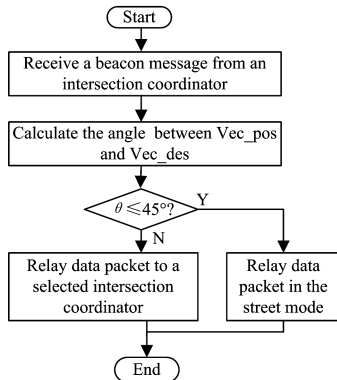 Start
Receive a beacon message from an
intersection coordinator
Calculate the angle between Vec_pos
and Vec_des
θ≤45°?
Y
N
Relay data packet to a
selected intersection
coordinator
Relay data
packet in the
street mode
End